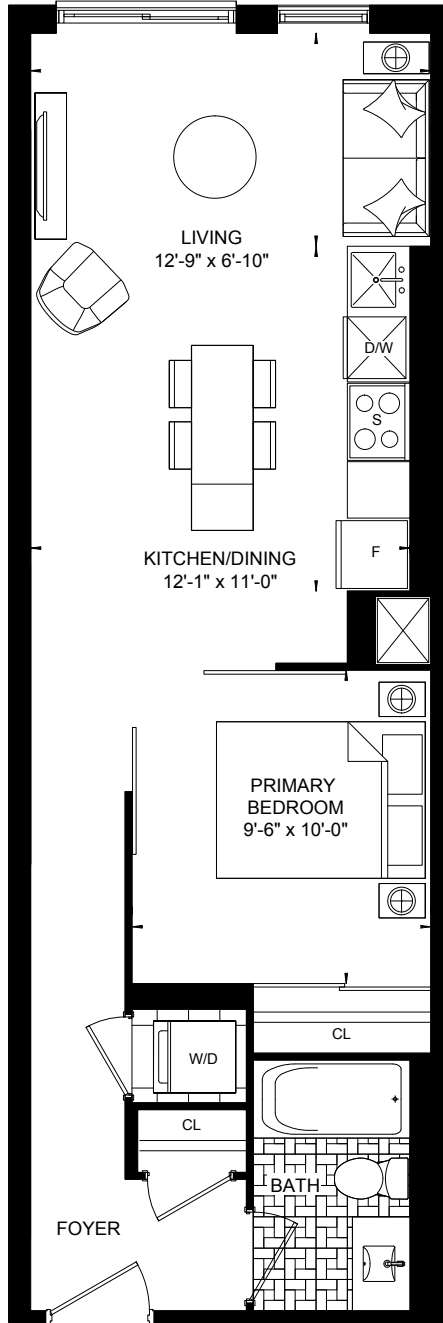 LIVING
12'-9" x 6'-10"
D/W
S
KITCHEN/DINING
12'-1" x 11'-0"
F
PRIMARY
BEDROOM
9'-6" x 10'-0"
CL
W/D
CL
BATH
FOYER